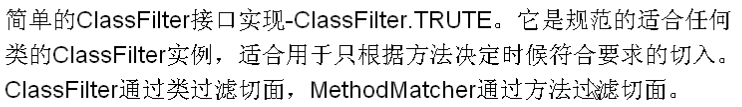 简单的ClassFilter接口实现-ClassFilter.TRUTE。它是规范的适合任何
类的ClassFilter实例，适合用于只根据方法决定时候符合要求的切入。
ClassFilter通过类过滤切面，MethodMatcher通过方法过滤切面。